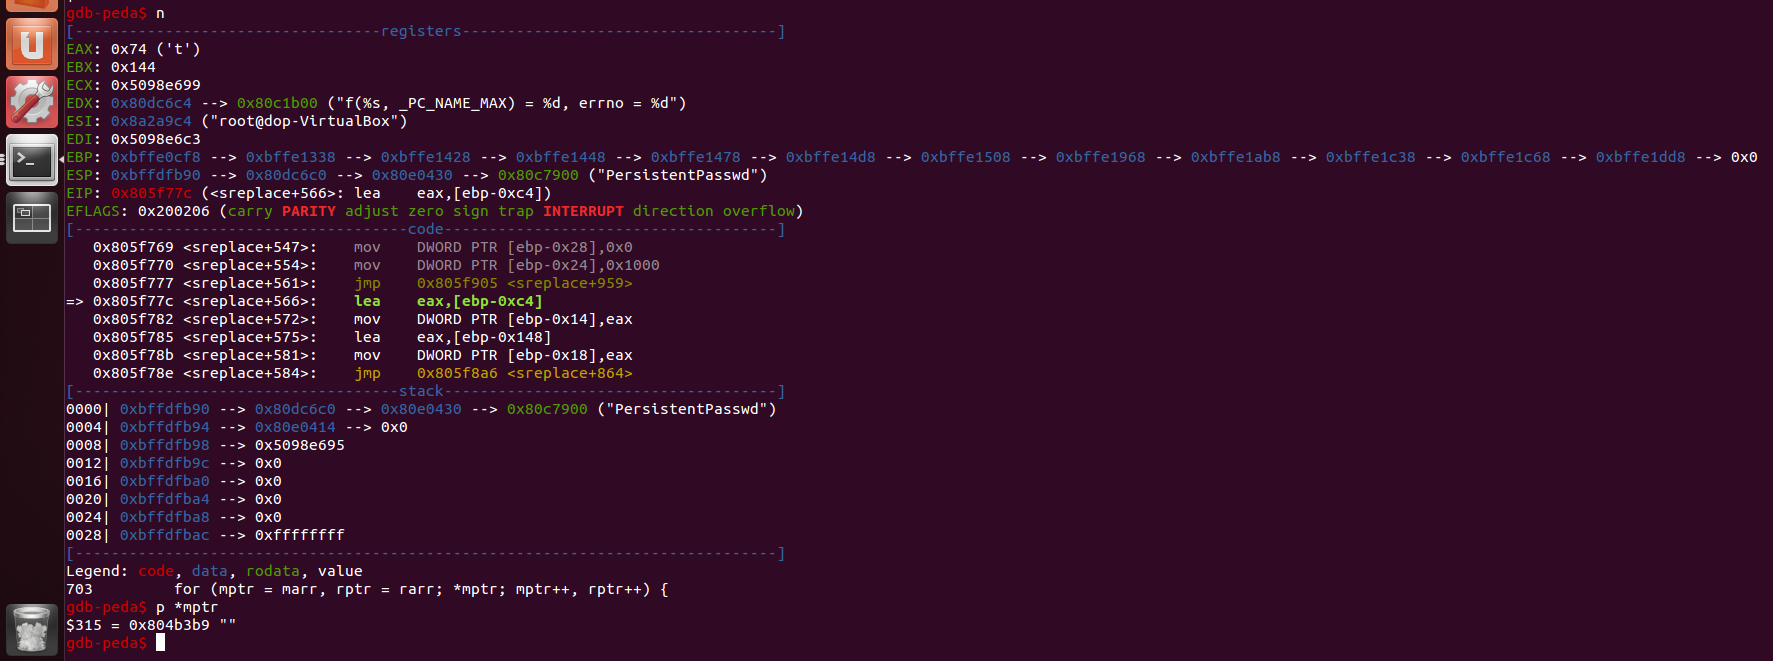 gdb-peda$ n
[----------------------------------registers-----------------------------------]
EAX: 0x74 ('t')
EBX: 0x144
ECX: 0x5098e699
EDX: 0x80dc6c4 --> 0x80c1b00 ("f(%s, _PC_NAME_MAX) = %d, errno = %d")
ESI: 0x8a2a9c4 ("root@dop-VirtualBox")
EDI: 0x5098e6c3
EBP: 0xbffe0cf8 --> 0xbffe1338 --> 0xbffe1428 --> 0xbffe1448 --> 0xbffe1478 --> 0xbffe14d8 --> 0xbffe1508 --> 0xbffe1968 --> 0xbffe1ab8 --> 0xbffe1c38 --> 0xbffe1c68 --> 0xbffe1dd8 --> 0x0
ESP: 0xbffdfb90 --> 0x80dc6c0 --> 0x80e0430 --> 0x80c7900 ("PersistentPasswd")
EIP: 0x805f77c (<sreplace+566>: lea    eax,[ebp-0xc4])
EFLAGS: 0x200206 (carry PARITY adjust zero sign trap INTERRUPT direction overflow)
[-------------------------------------code-------------------------------------]
   0x805f769 <sreplace+547>:    mov    DWORD PTR [ebp-0x28],0x0
   0x805f770 <sreplace+554>:    mov    DWORD PTR [ebp-0x24],0x1000
   0x805f777 <sreplace+561>:    jmp    0x805f905 <sreplace+959>
=> 0x805f77c <sreplace+566>:    lea    eax,[ebp-0xc4]
   0x805f782 <sreplace+572>:    mov    DWORD PTR [ebp-0x14],eax
   0x805f785 <sreplace+575>:    lea    eax,[ebp-0x148]
   0x805f78b <sreplace+581>:    mov    DWORD PTR [ebp-0x18],eax
   0x805f78e <sreplace+584>:    jmp    0x805f8a6 <sreplace+864>
[------------------------------------stack-------------------------------------]
0000| 0xbffdfb90 --> 0x80dc6c0 --> 0x80e0430 --> 0x80c7900 ("PersistentPasswd")
0004| 0xbffdfb94 --> 0x80e0414 --> 0x0
0008| 0xbffdfb98 --> 0x5098e695
0012| 0xbffdfb9c --> 0x0
0016| 0xbffdfba0 --> 0x0
0020| 0xbffdfba4 --> 0x0
0024| 0xbffdfba8 --> 0x0
0028| 0xbffdfbac --> 0xffffffff
[------------------------------------------------------------------------------]
Legend: code, data, rodata, value
703         for (mptr = marr, rptr = rarr; *mptr; mptr++, rptr++) {
gdb-peda$ p *mptr
$315 = 0x804b3b9 ""
gdb-peda$